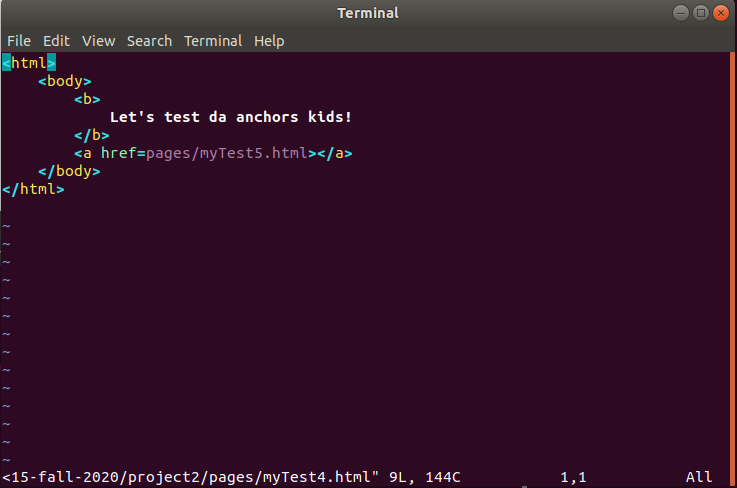 Terminal
File Edit View Search Terminal Help
<html>
    <body>
        <b>
            Let's test da anchors kids!
        </b>
        <a href=pages/myTest5.html></a>
    </body>
</html>
~
~
~
~
~
~
~
~
~
~
~
~
~
~
<15-fall-2020/project2/pages/myTest4.html" 9L, 144C 1,1 All